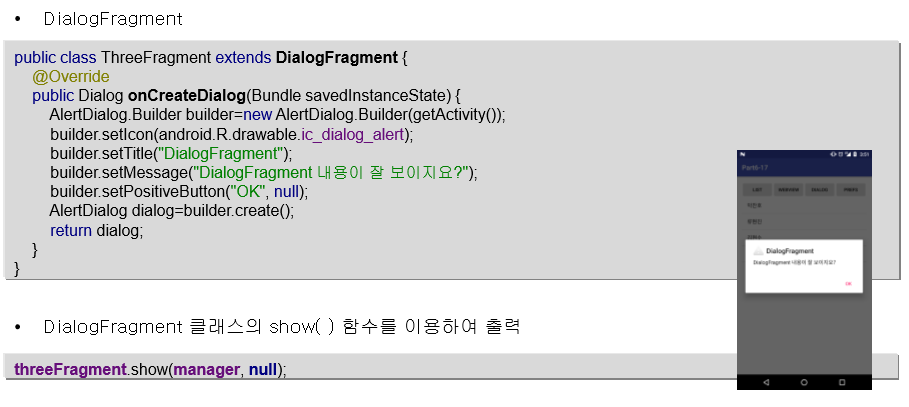 • DialogFragment
public class ThreeFragment extends DialogFragment {
@Override
public Dialog onCreateDialog(Bundle savedInstanceState) {
AlertDialog.Builder builder=new AlertDialog.Builder(getActivity());
builder.setIcon(android.R.drawable.ic_dialog_alert);
builder.setTitle("DialogFragment");
builder.setMessage("DialogFragment 내용이 잘 보이지요?");
builder.setPositiveButton("OK", null);
AlertDialog dialog=builder.create();
return dialog;
}
}
3:51
Part6-17
LIST
DIALOG
DialogFragment
DialogFragment 내용이 잘 보이지요?
OK
• DialogFragment 클래스의 show( ) 함수를 이용하여 출력
threeFragment.show(manager, null);